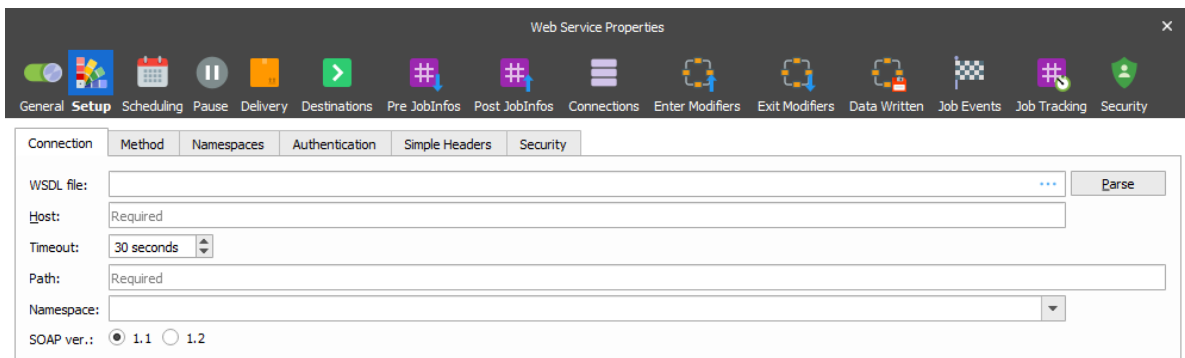 Web Service Properties
General Setup Scheduling Pause Delivery Destinations Pre JobInfos Post JobInfos Connections Enter Modifiers Exit Modifiers Data Written Job Events Job Tracking Security
Connection Method Namespaces Authentication Simple Headers Security
WSDL file: ... Parse
Host: Required
Timeout: 30 seconds
Path: Required
Namespace:
SOAP ver.: 1.1 1.2